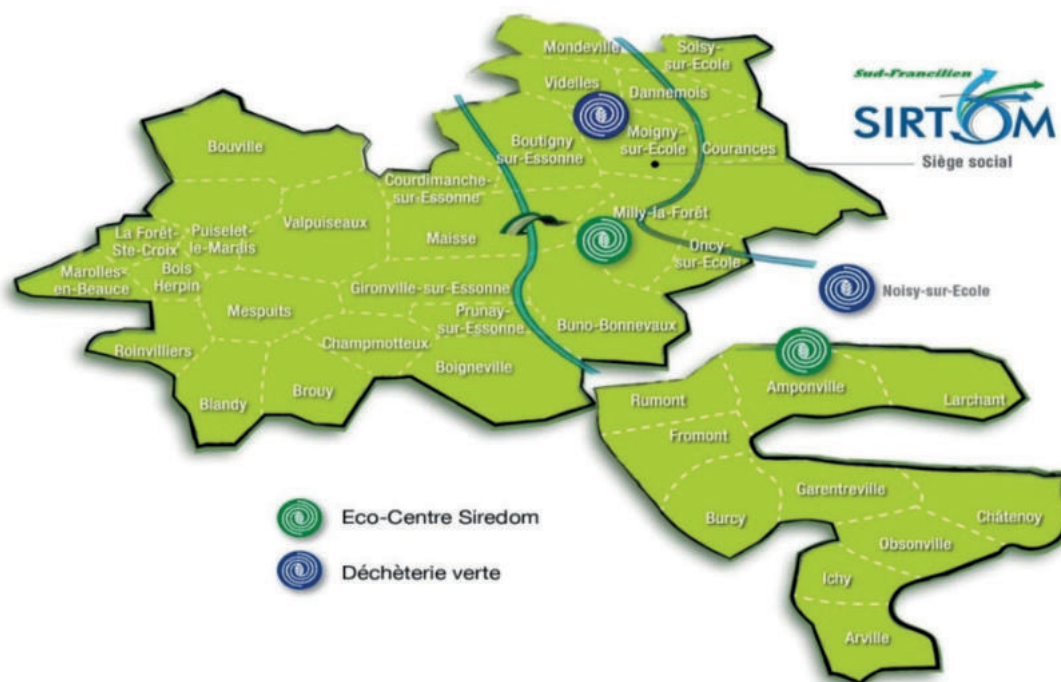 Mondeville
Soisy-
sur-Ecole
Sud-Francilien
SIRTOM
Siège social
Videlles
Dannemois
Boutigny
sur-Essonne
Moigny-
sur-Ecole
Courances
Bouville
Courdimanche-
sur-Essonne
Valpuiseaux
Milly-la-Forêt
Maisse
La Forêt-
Ste-Croix
Puiselet-
le-Marais
Oncy-
sur-Ecole
Marolles-
en-Beauce
Bois
Herpin
Gironville-sur-Essonne
Noisy-sur-Ecole
Mespuits
Prunay-
sur-Essonne
Buno-Bonnevaux
Champmotteux
Roinvilliers
Boigneville
Blandy
Brouy
Rumont
Amponville
Larchant
Fromont
Garentreville
Burcy
Châtenoy
Obsonville
Ichy
Arville
Eco-Centre Siredom
Déchèterie verte